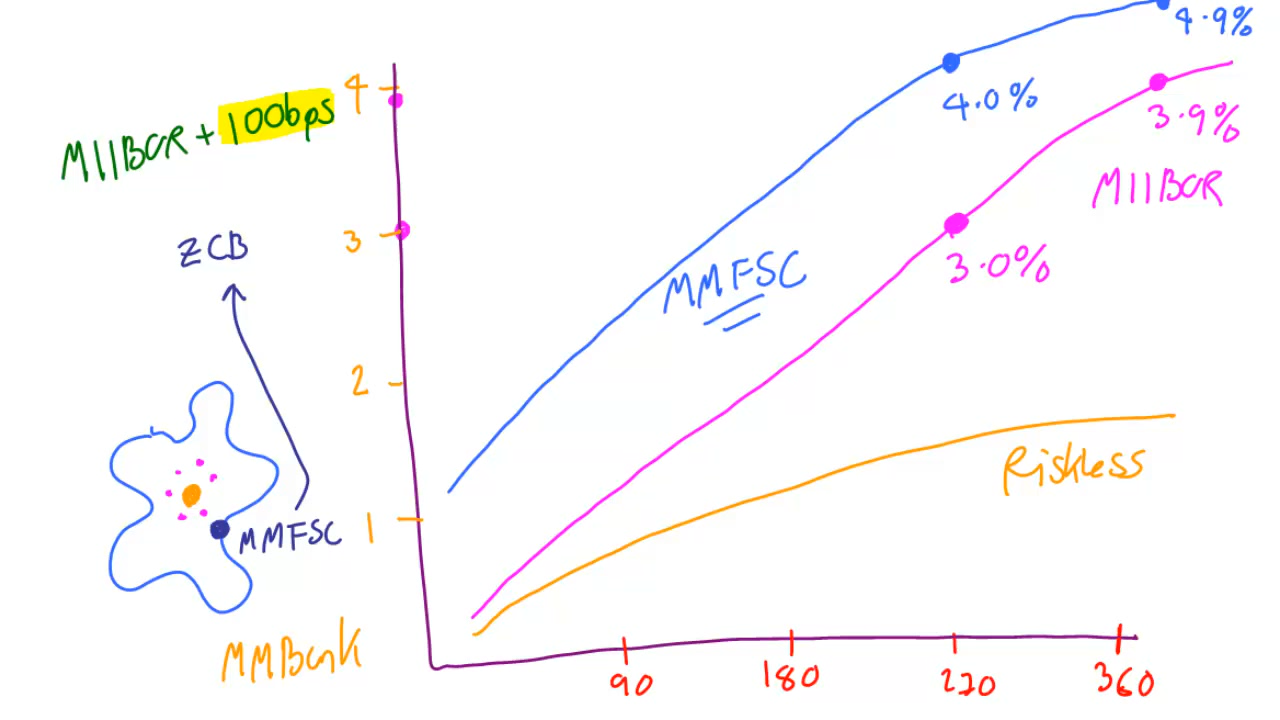 4.9%
4
MIIBOR + 100bps
4.0%
3.9%
MIIBOR
ZCB
3
3.0%
MMFSC
2
Riskless
1
MMFSC
MMBank
90
180
270
360